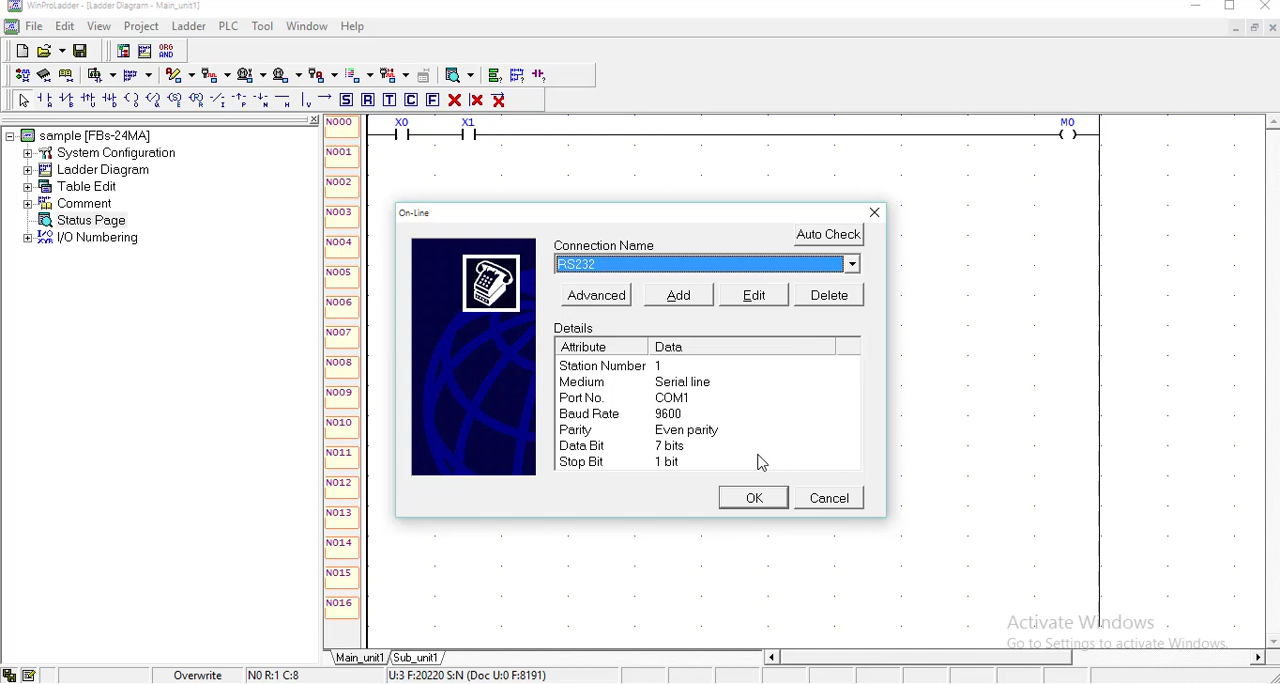 WinProLadder - [Ladder Diagram - Main_unit1]
File Edit View Project Ladder Tool PLC Window Help
ORG
AND
S R T C F
sample [FBs-24MA]
System Configuration
Ladder Diagram
Table Edit
Comment
Status Page
I/O Numbering
N000
N001
N002
N003
N004
N005
N006
N007
N008
N009
N010
N011
N012
N013
N014
N015
N016
X0 X1 M0
On-Line
Auto Check
Connection Name
RS232
Advanced Add Edit Delete
Details
Attribute Data
Station Number 1
Medium Serial line
Port No. COM1
Baud Rate 9600
Parity Even parity
Data Bit 7 bits
Stop Bit 1 bit
OK Cancel
Activate Windows
Go to Settings to activate Windows.
Main_unit1 Sub_unit1
Overwrite N0 R:1 C:8 U:3 F:20220 S:N (Doc U:0 F:8191)